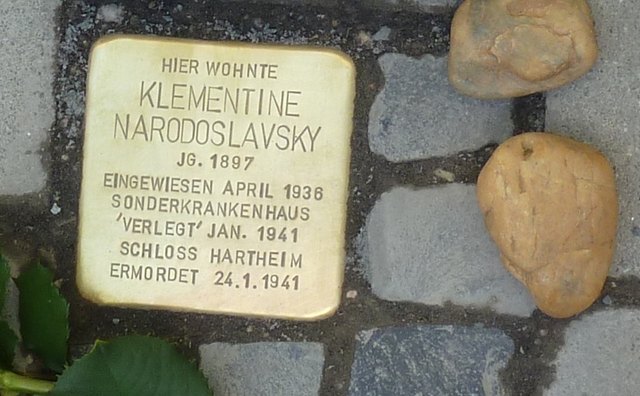 HIER WOHNTE
KLEMENTINE
NARODOSLAVSKY
JG. 1897
EINGEWIESEN APRIL 1936
SONDERKRANKENHAUS
'VERLEGT' JAN. 1941
SCHLOSS HARTHEIM
ERMORDET 24.1.1941